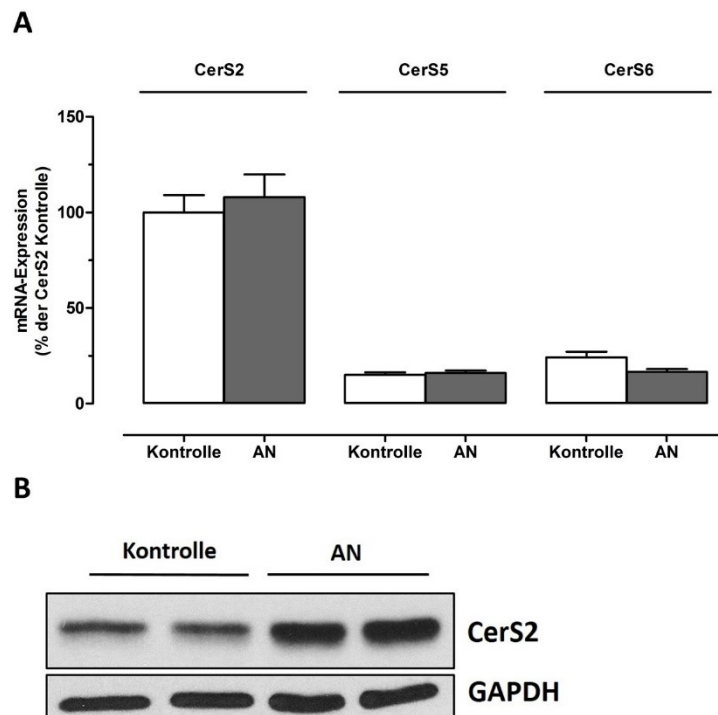 A
CerS2 CerS5 CerS6
mRNA-Expression
(% der CerS2 Kontrolle)
150
100
50
0
Kontrolle AN Kontrolle AN Kontrolle AN
B
Kontrolle AN
CerS2
GAPDH